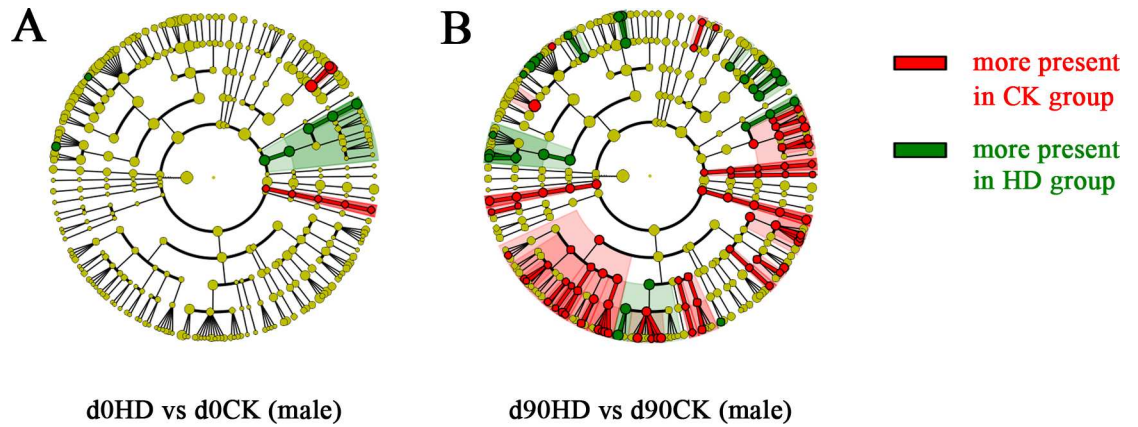 A
B
more present
in CK group
more present
in HD group
d0HD vs d0CK (male)
d90HD vs d90CK (male)